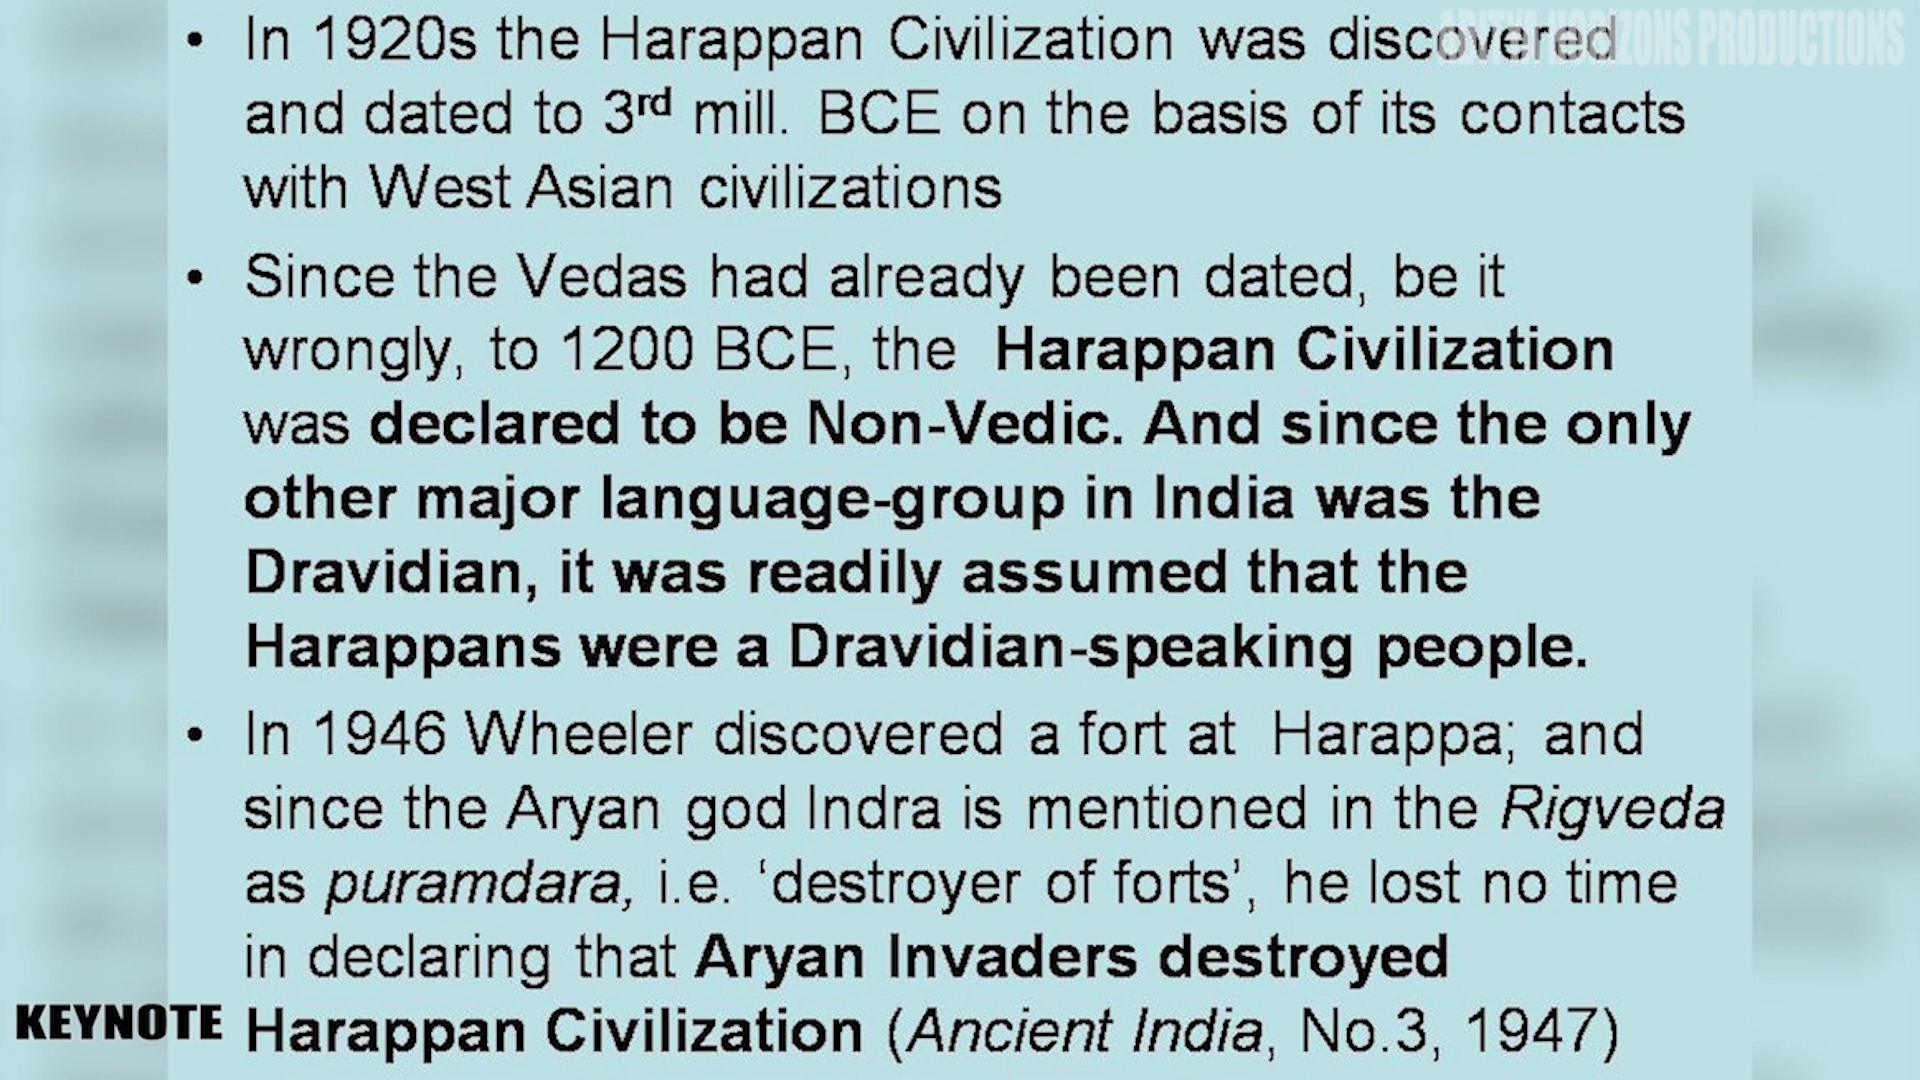 ADITYA HORIZONS PRODUCTIONS
• In 1920s the Harappan Civilization was discovered
and dated to 3rd mill. BCE on the basis of its contacts
with West Asian civilizations
• Since the Vedas had already been dated, be it
wrongly, to 1200 BCE, the Harappan Civilization
was declared to be Non-Vedic. And since the only
other major language-group in India was the
Dravidian, it was readily assumed that the
Harappans were a Dravidian-speaking people.
• In 1946 Wheeler discovered a fort at Harappa; and
since the Aryan god Indra is mentioned in the Rigveda
as puramdara, i.e. ‘destroyer of forts’, he lost no time
in declaring that Aryan Invaders destroyed
Harappan Civilization (Ancient India, No.3, 1947)
KEYNOTE